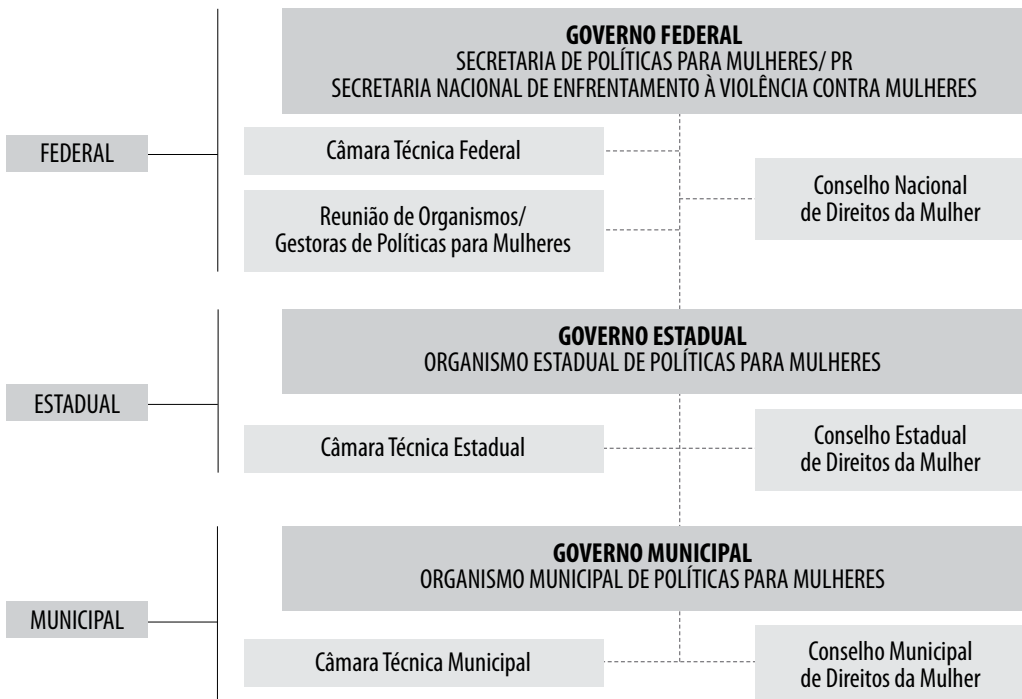 GOVERNO FEDERAL
SECRETARIA DE POLÍTICAS PARA MULHERES/ PR
SECRETARIA NACIONAL DE ENFRENTAMENTO À VIOLÊNCIA CONTRA MULHERES
FEDERAL
Câmara Técnica Federal
Conselho Nacional
de Direitos da Mulher
Reunião de Organismos/
Gestoras de Políticas para Mulheres
GOVERNO ESTADUAL
ORGANISMO ESTADUAL DE POLÍTICAS PARA MULHERES
ESTADUAL
Câmara Técnica Estadual
Conselho Estadual
de Direitos da Mulher
GOVERNO MUNICIPAL
ORGANISMO MUNICIPAL DE POLÍTICAS PARA MULHERES
MUNICIPAL
Câmara Técnica Municipal
Conselho Municipal
de Direitos da Mulher